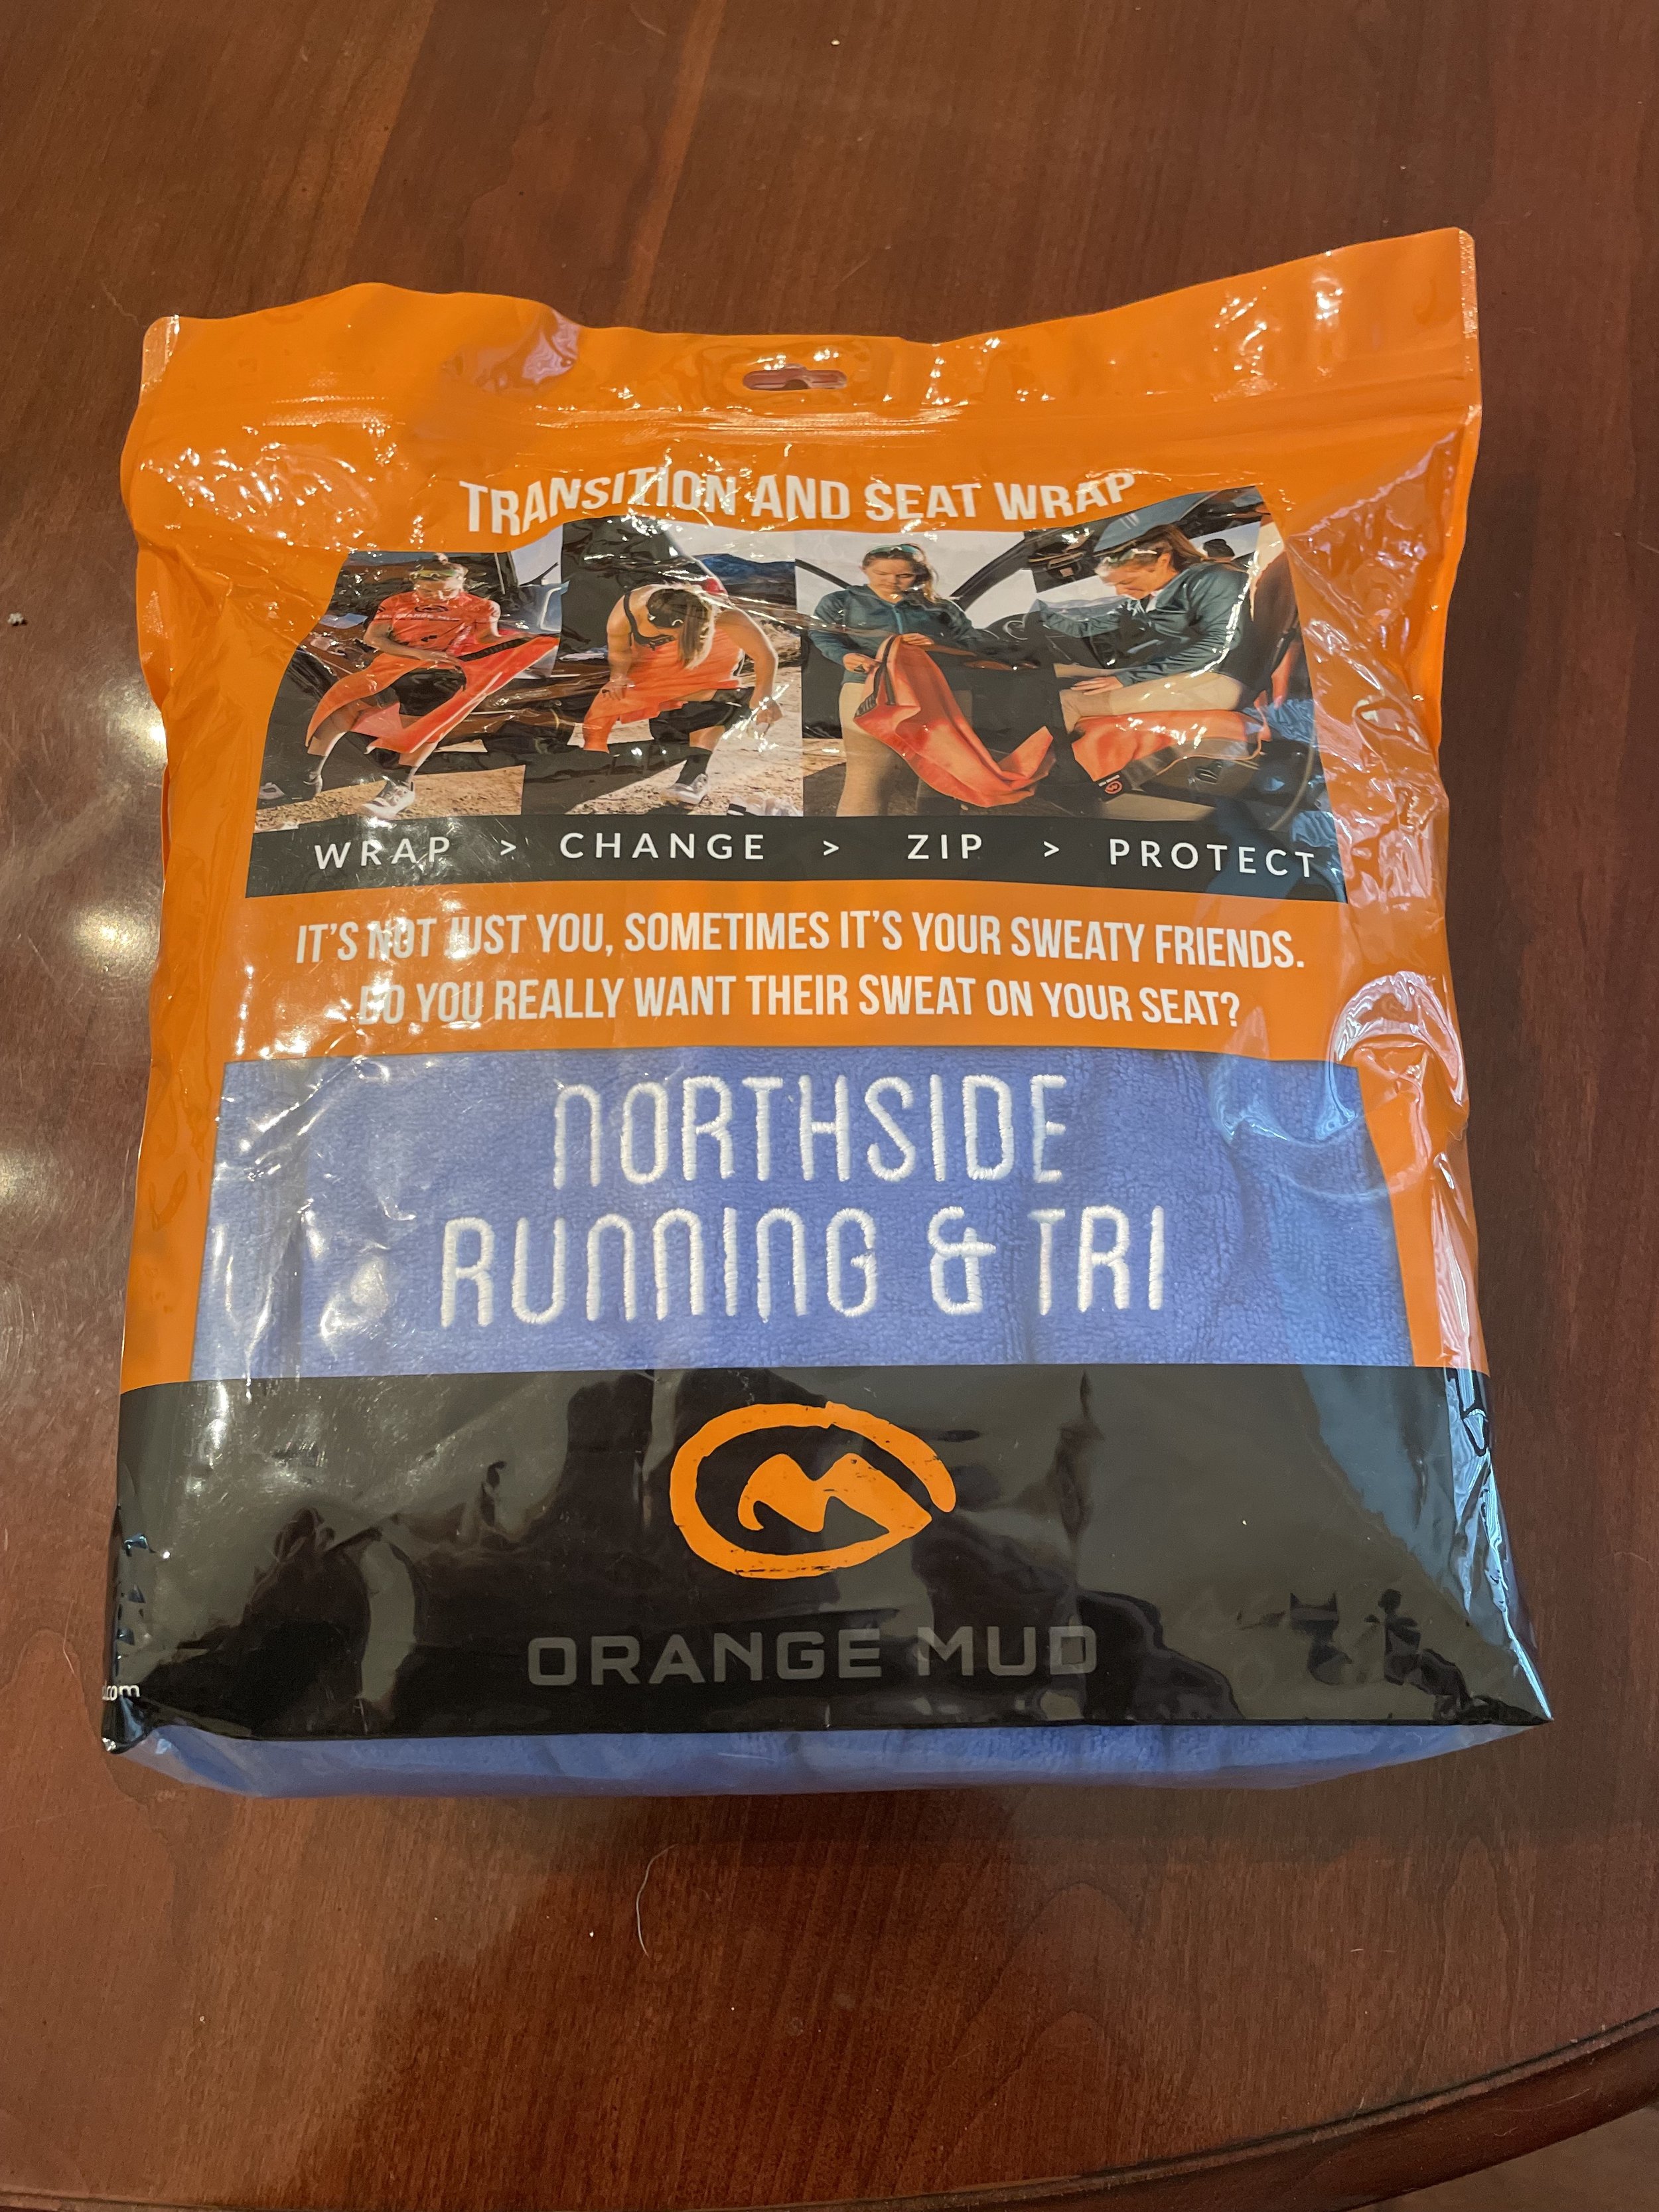 TRANSITION AND SEAT WRAP
WRAP > CHANGE > ZIP > PROTECT
IT'S NOT JUST YOU, SOMETIMES IT'S YOUR SWEATY FRIENDS.
DO YOU REALLY WANT THEIR SWEAT ON YOUR SEAT?
NORTHSIDE
RUNNING & TRI
ORANGE MUD
.com